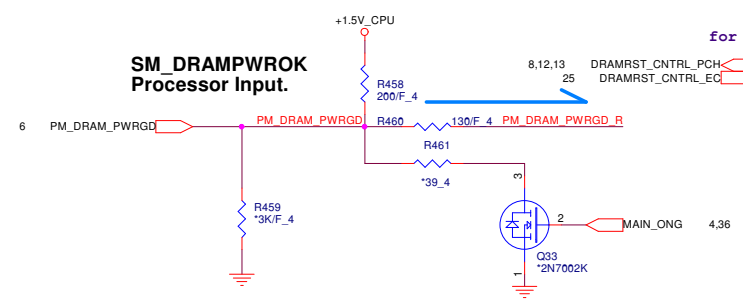 +1.5V_CPU
for
SM_DRAMPWROK
Processor Input.
8,12,13 DRAMRST_CNTRL_PCH
25 DRAMRST_CNTRL_EC
R458
200/F_4
6 PM_DRAM_PWRGD
PM_DRAM_PWRGD
R460 130/F_4
PM_DRAM_PWRGD_R
R461
*39_4
R459
*3K/F_4
3
2
1
MAIN_ONG 4,36
Q33
*2N7002K